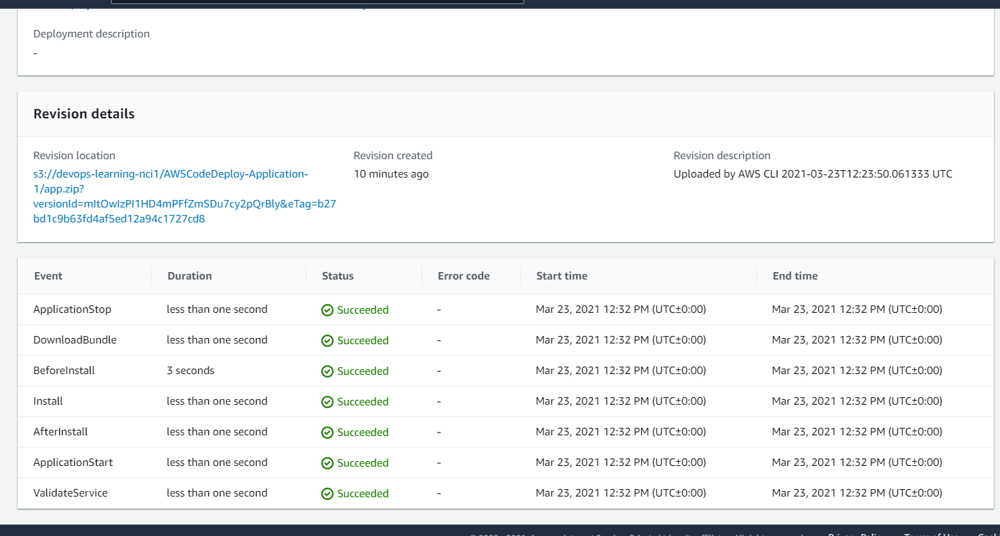 Deployment description
-
Revision details
Revision location Revision created Revision description
s3://devops-learning-nci1/AWSCodeDeploy-Application- 10 minutes ago Uploaded by AWS CLI 2021-03-23T12:23:50.061333 UTC
1/app.zip?
versionId=mItOwIzPI1HD4mPFfZmSDu7cy2pQrBly&eTag=b27
bd1c9b63fd4af5ed12a94c1727cd8
Event Duration Status Error code Start time End time
ApplicationStop less than one second Succeeded - Mar 23, 2021 12:32 PM (UTC±0:00) Mar 23, 2021 12:32 PM (UTC±0:00)
DownloadBundle less than one second Succeeded - Mar 23, 2021 12:32 PM (UTC±0:00) Mar 23, 2021 12:32 PM (UTC±0:00)
BeforeInstall 3 seconds Succeeded - Mar 23, 2021 12:32 PM (UTC±0:00) Mar 23, 2021 12:32 PM (UTC±0:00)
Install less than one second Succeeded - Mar 23, 2021 12:32 PM (UTC±0:00) Mar 23, 2021 12:32 PM (UTC±0:00)
AfterInstall less than one second Succeeded - Mar 23, 2021 12:32 PM (UTC±0:00) Mar 23, 2021 12:32 PM (UTC±0:00)
ApplicationStart less than one second Succeeded - Mar 23, 2021 12:32 PM (UTC±0:00) Mar 23, 2021 12:32 PM (UTC±0:00)
ValidateService less than one second Succeeded - Mar 23, 2021 12:32 PM (UTC±0:00) Mar 23, 2021 12:32 PM (UTC±0:00)